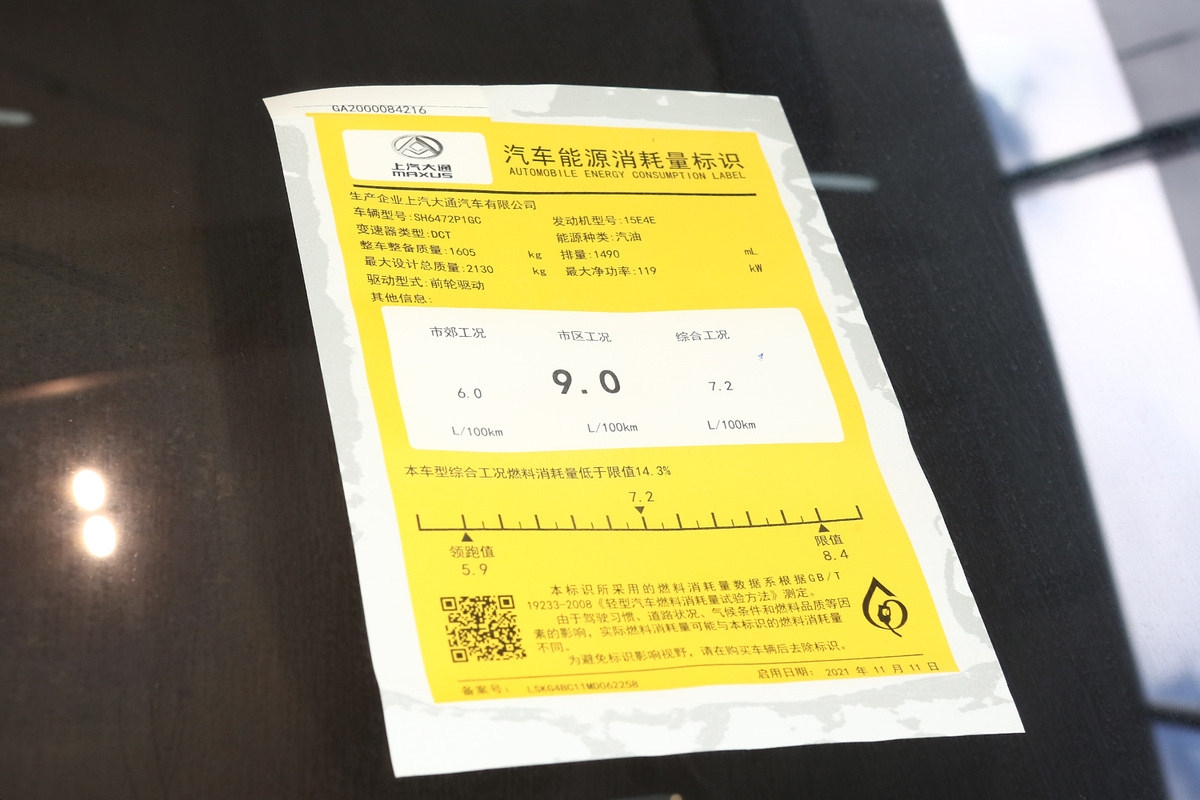 GA2000084216
上汽大通
MAXUS
汽车能源消耗量标识
AUTOMOBILE ENERGY CONSUMPTION LABEL
生产企业上汽大通汽车有限公司
车辆型号:SH6472P1GC 发动机型号:15E4E
变速器类型:DCT 能源种类:汽油
整车整备质量:1605 kg 排量:1490 mL
最大设计总质量:2130 kg 最大净功率:119 kW
驱动型式:前轮驱动
其他信息:
市郊工况 市区工况 综合工况
6.0 9.0 7.2
L/100km L/100km L/100km
本车型综合工况燃料消耗量低于限值14.3%
7.2
领跑值 限值
5.9 8.4
本标识所采用的燃料消耗量数据系根据GB/T
19233-2008《轻型汽车燃料消耗量试验方法》测定。
由于驾驶习惯、道路状况、气候条件和燃料品质等因
素的影响,实际燃料消耗量可能与本标识的燃料消耗量
不同。
为避免标识影响视野,请在购买车辆后去除标识。
备案号: LSKG4BC11MD062258 启用日期: 2021 年 11 月 11 日